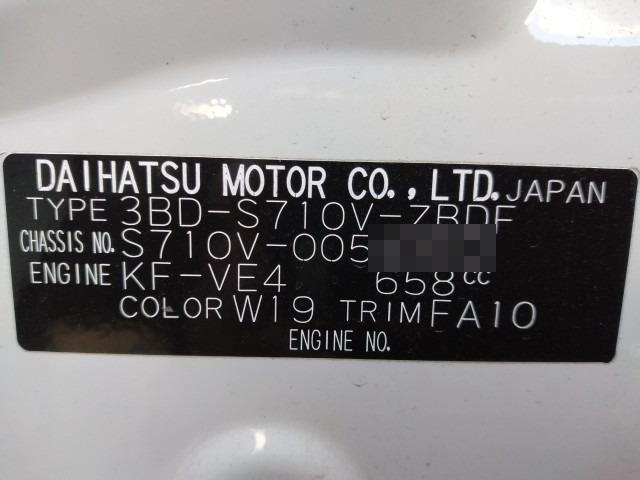 DAIHATSU MOTOR CO., LTD. JAPAN
TYPE 3BD-S710V-ZBDF
CHASSIS NO. S710V-005
ENGINE KF-VE4 658cc
COLOR W19 TRIM FA10
ENGINE NO.